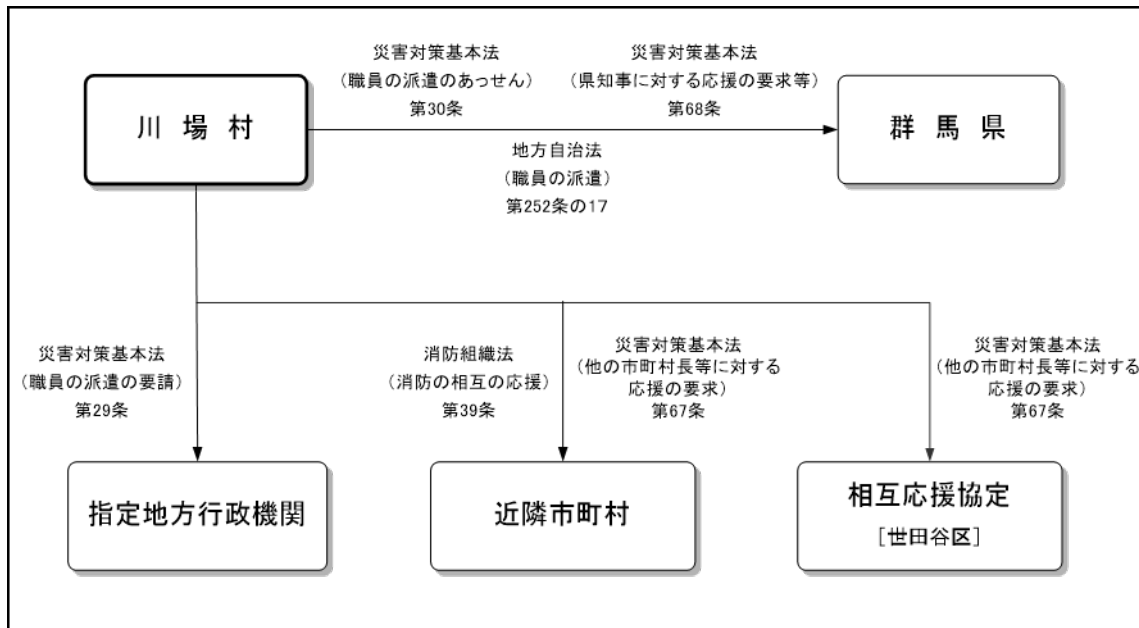 災害対策基本法
（職員の派遣のあっせん）
第30条
災害対策基本法
（県知事に対する応援の要求等）
第68条
川 場 村
群 馬 県
地方自治法
（職員の派遣）
第252条の17
災害対策基本法
（職員の派遣の要請）
第29条
消防組織法
（消防の相互の応援）
第39条
災害対策基本法
（他の市町村長等に対する
応援の要求）
第67条
災害対策基本法
（他の市町村長等に対する
応援の要求）
第67条
指定地方行政機関
近隣市町村
相互応援協定
［世田谷区］